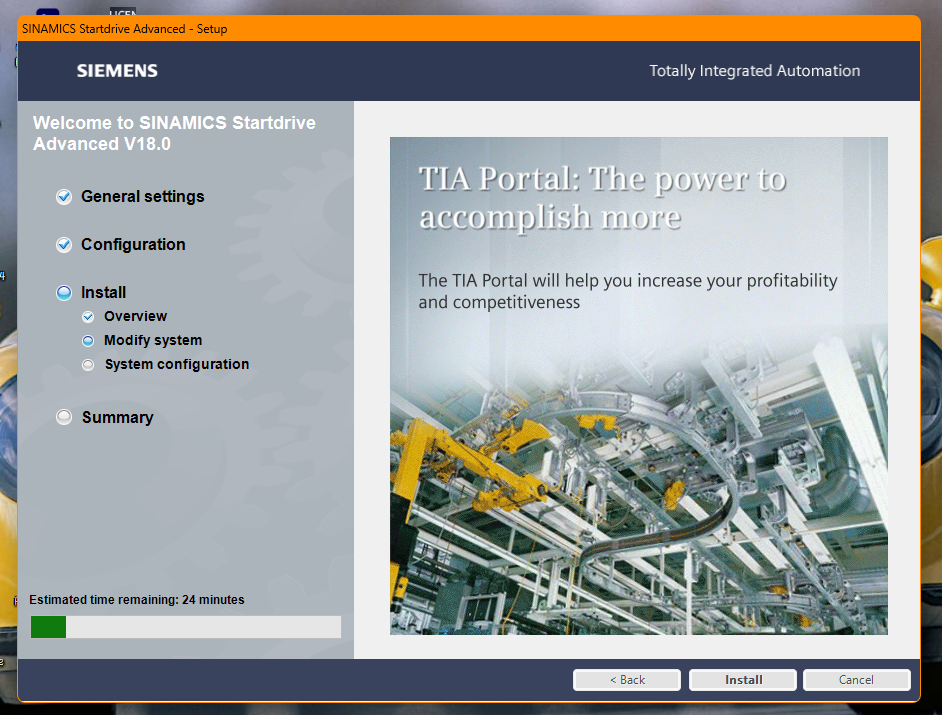 LICEN
SINAMICS Startdrive Advanced - Setup
SIEMENS
Totally Integrated Automation
Welcome to SINAMICS Startdrive
Advanced V18.0
General settings
Configuration
Install
Overview
Modify system
System configuration
Summary
Estimated time remaining: 24 minutes
TIA Portal: The power to
accomplish more
The TIA Portal will help you increase your profitability
and competitiveness
< Back
Install
Cancel